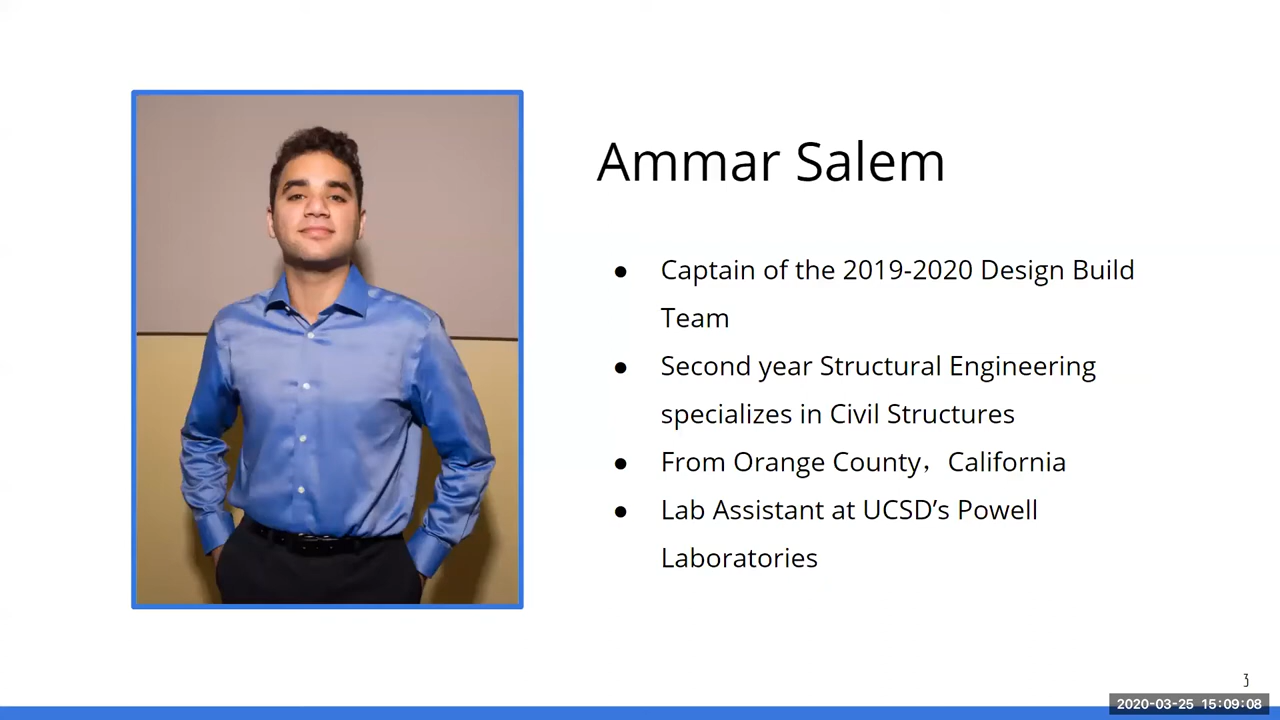 Ammar Salem
● Captain of the 2019-2020 Design Build
Team
● Second year Structural Engineering
specializes in Civil Structures
● From Orange County，California
● Lab Assistant at UCSD’s Powell
Laboratories
3
2020-03-25 15:09:08